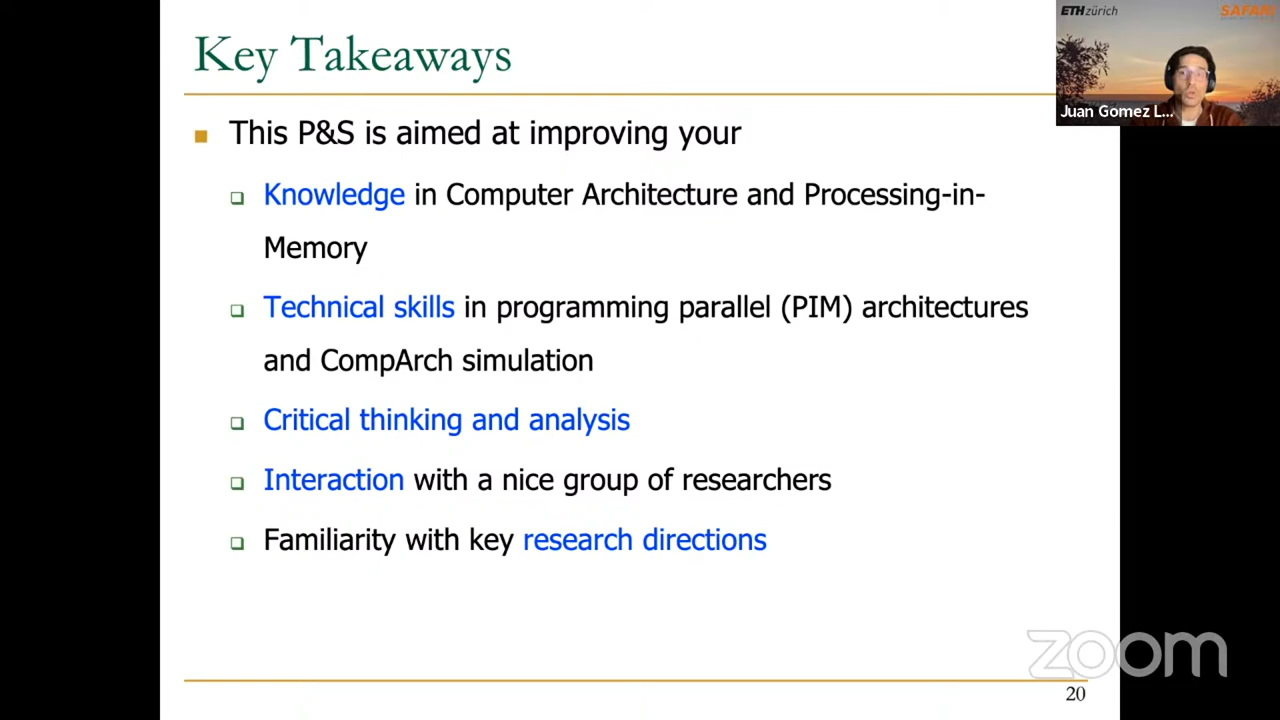 Key Takeaways
This P&S is aimed at improving your
Knowledge in Computer Architecture and Processing-in-
Memory
Technical skills in programming parallel (PIM) architectures
and CompArch simulation
Critical thinking and analysis
Interaction with a nice group of researchers
Familiarity with key research directions
20
ETH zürich
SAFARI
Juan Gomez L...
zoom